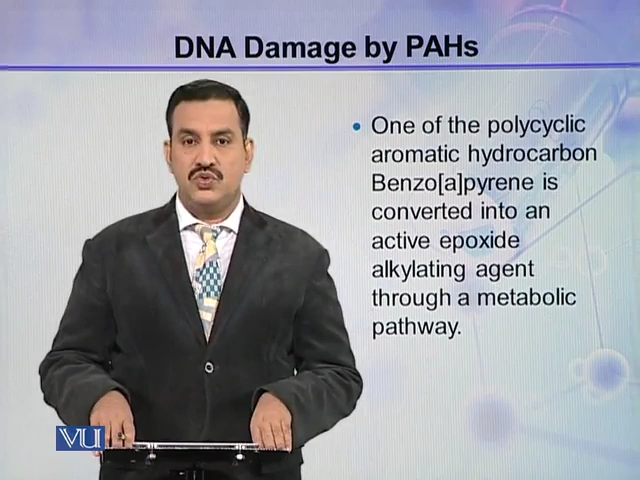 DNA Damage by PAHs
One of the polycyclic
aromatic hydrocarbon
Benzo[a]pyrene is
converted into an
active epoxide
alkylating agent
through a metabolic
pathway.
VU